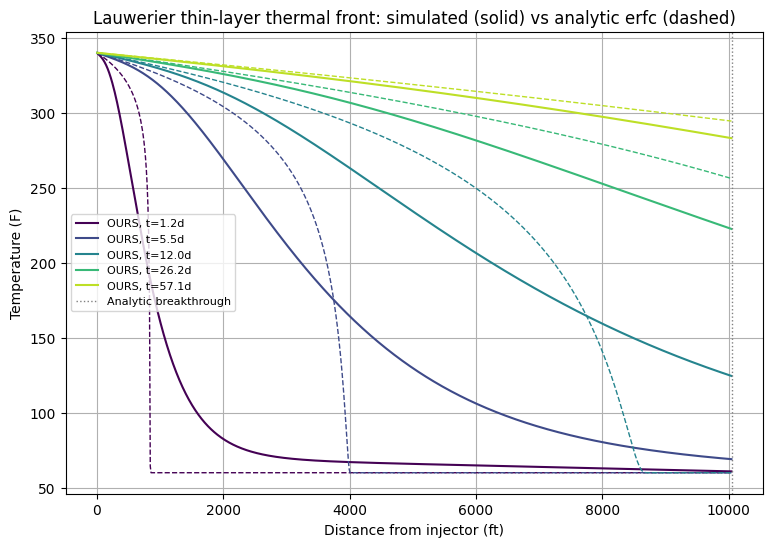 Lauwerier thin-layer thermal front: simulated (solid) vs analytic erfc (dashed)
Temperature (F)
350
300
250
200
150
100
50
OURS, t=1.2d
OURS, t=5.5d
OURS, t=12.0d
OURS, t=26.2d
OURS, t=57.1d
Analytic breakthrough
0 2000 4000 6000 8000 10000
Distance from injector (ft)